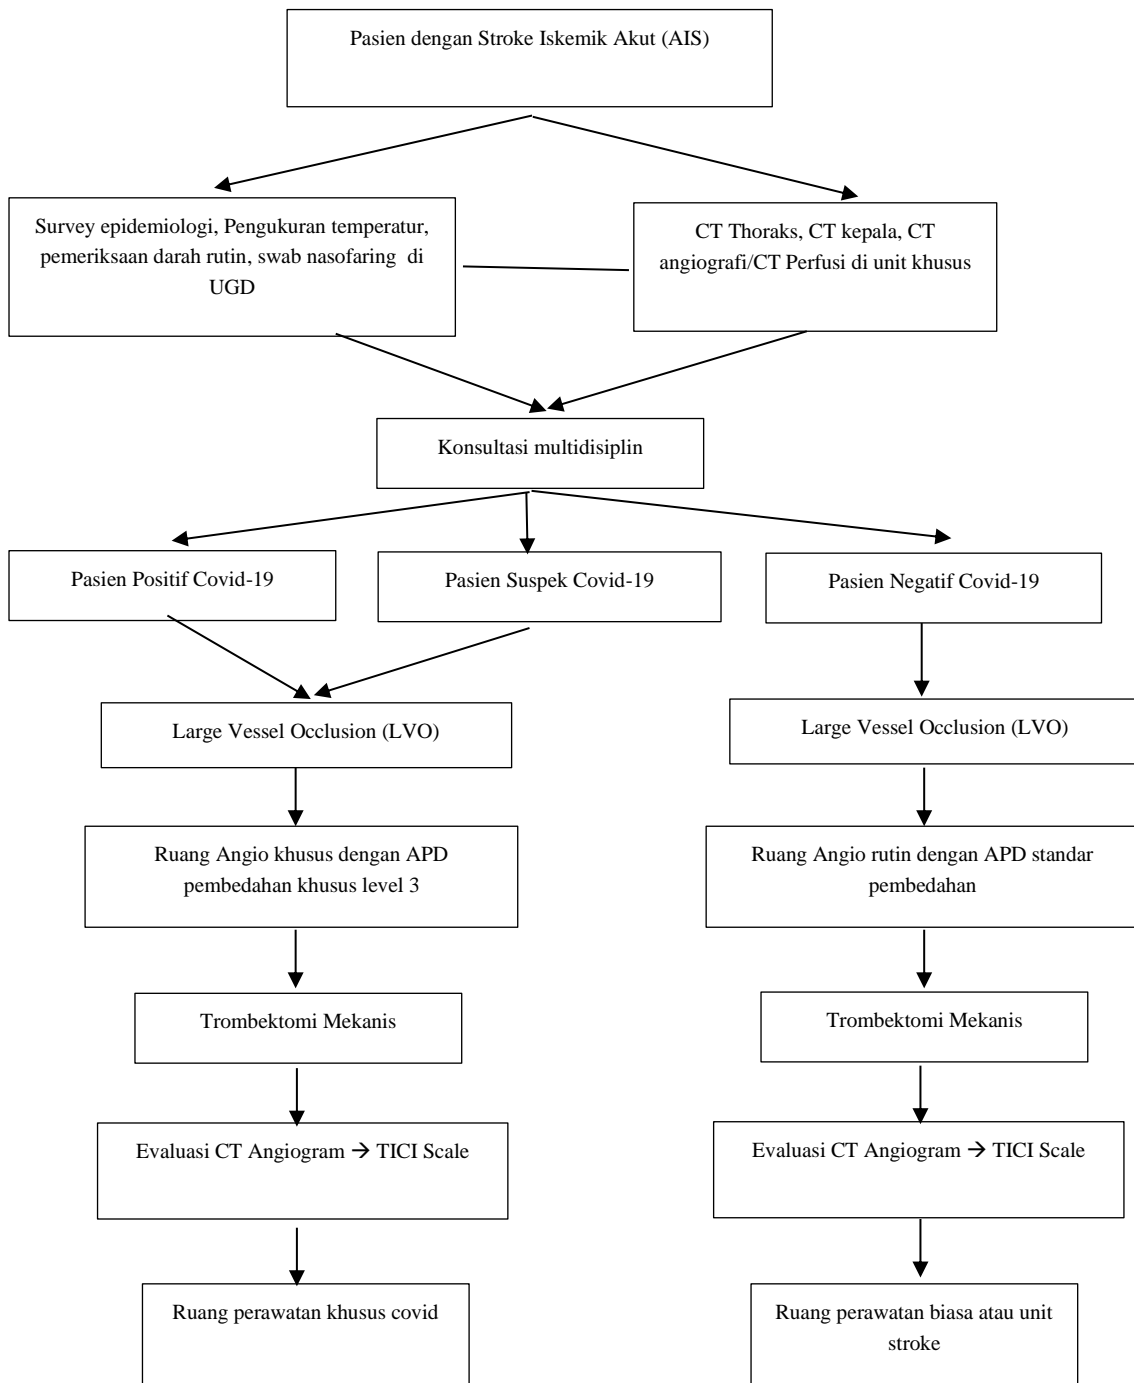 Pasien dengan Stroke Iskemik Akut (AIS)
Survey epidemiologi, Pengukuran temperatur,
pemeriksaan darah rutin, swab nasofaring di
UGD
CT Thoraks, CT kepala, CT
angiografi/CT Perfusi di unit khusus
Konsultasi multidisiplin
Pasien Positif Covid-19
Pasien Suspek Covid-19
Pasien Negatif Covid-19
Large Vessel Occlusion (LVO)
Large Vessel Occlusion (LVO)
Ruang Angio khusus dengan APD
pembedahan khusus level 3
Ruang Angio rutin dengan APD standar
pembedahan
Trombektomi Mekanis
Trombektomi Mekanis
Evaluasi CT Angiogram → TICI Scale
Evaluasi CT Angiogram → TICI Scale
Ruang perawatan khusus covid
Ruang perawatan biasa atau unit
stroke